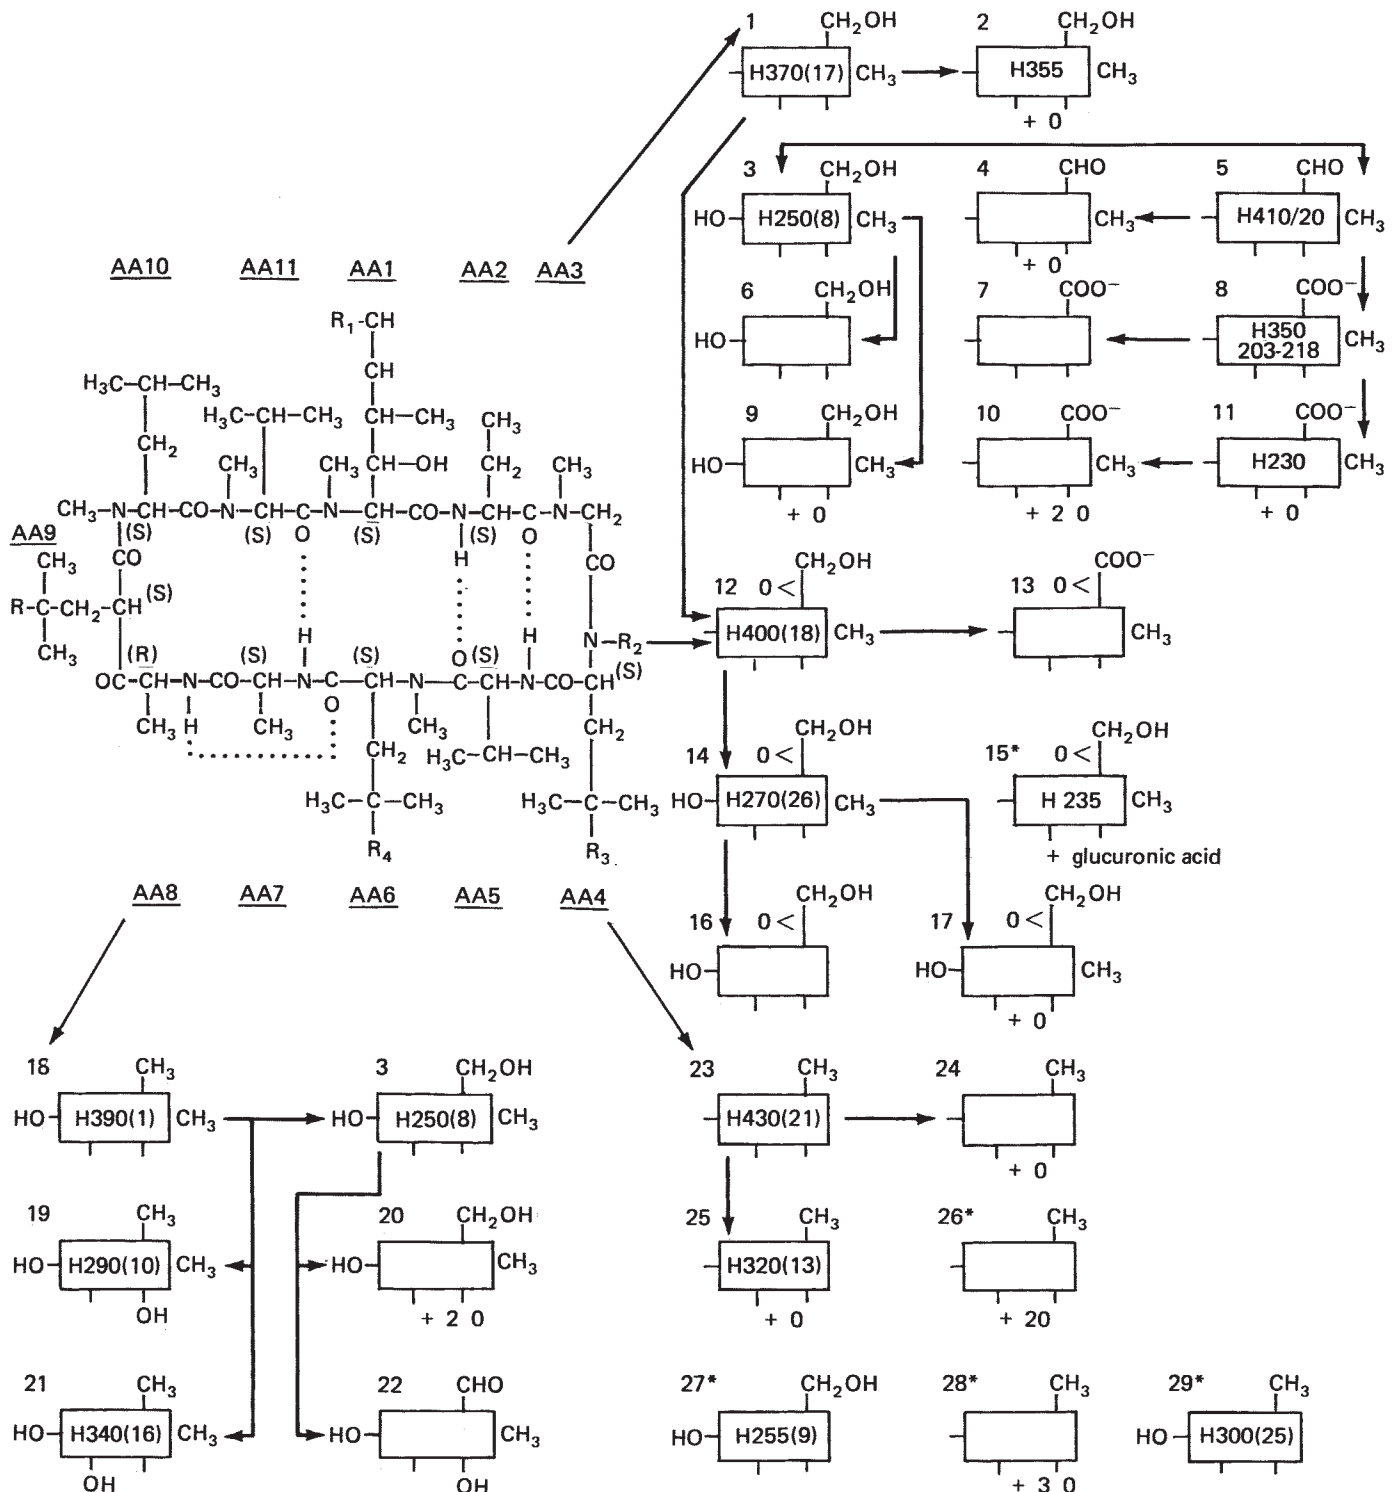 1 CH2OH 2 CH2OH
H370(17) CH3 H355 CH3
+ 0
3 CH2OH 4 CHO 5 CHO
HO H250(8) CH3 CH3 H410/20 CH3
+ 0
6 CH2OH 7 COO− 8 COO−
HO H350 203-218 CH3
9 CH2OH 10 COO− 11 COO−
HO CH3 CH3 H230 CH3
+ 0 + 2 0 + 0
AA10 AA11 AA1 AA2 AA3
R1-CH
CH
H3C-CH-CH3 H3C-CH-CH3 CH-CH3 CH3
CH2 CH3 CH3 CH-OH CH2 CH3
CH3-N-CH-CO-N-CH-C-N-CH-CO-N-CH-C-N-CH2
(S) (S) O (S) H (S) O
AA9
CH3 CO CO
R-C-CH2-CH (S)
CH3
H H N-R2
(R) (S) (S) O (S) (S)
OC-CH-N-CO-CH-N-C-CH-N-C-CH-N-CO-CH
CH3 H CH3 O CH2 CH3 H3C-CH-CH3 CH2
H3C-C-CH3 H3C-C-CH3
R4 R3
AA8 AA7 AA6 AA5 AA4
12 0< CH2OH 13 0< COO−
H400(18) CH3 CH3
14 0< CH2OH 15* 0< CH2OH
HO H270(26) CH3 H 235 CH3
+ glucuronic acid
16 0< CH2OH 17 0< CH2OH
HO HO CH3
+ 0
18 CH3 3 CH2OH 23 CH3 24 CH3
HO H390(1) CH3 HO H250(8) CH3 H430(21)
+ 0
19 CH3 20 CH2OH 25 CH3 26* CH3
HO H290(10) CH3 HO CH3 H320(13)
OH + 2 0 + 0 + 20
21 CH3 22 CHO 27* CH2OH 28* CH3 29* CH3
HO H340(16) CH3 HO CH3 HO H255(9) HO H300(25)
OH OH + 3 0